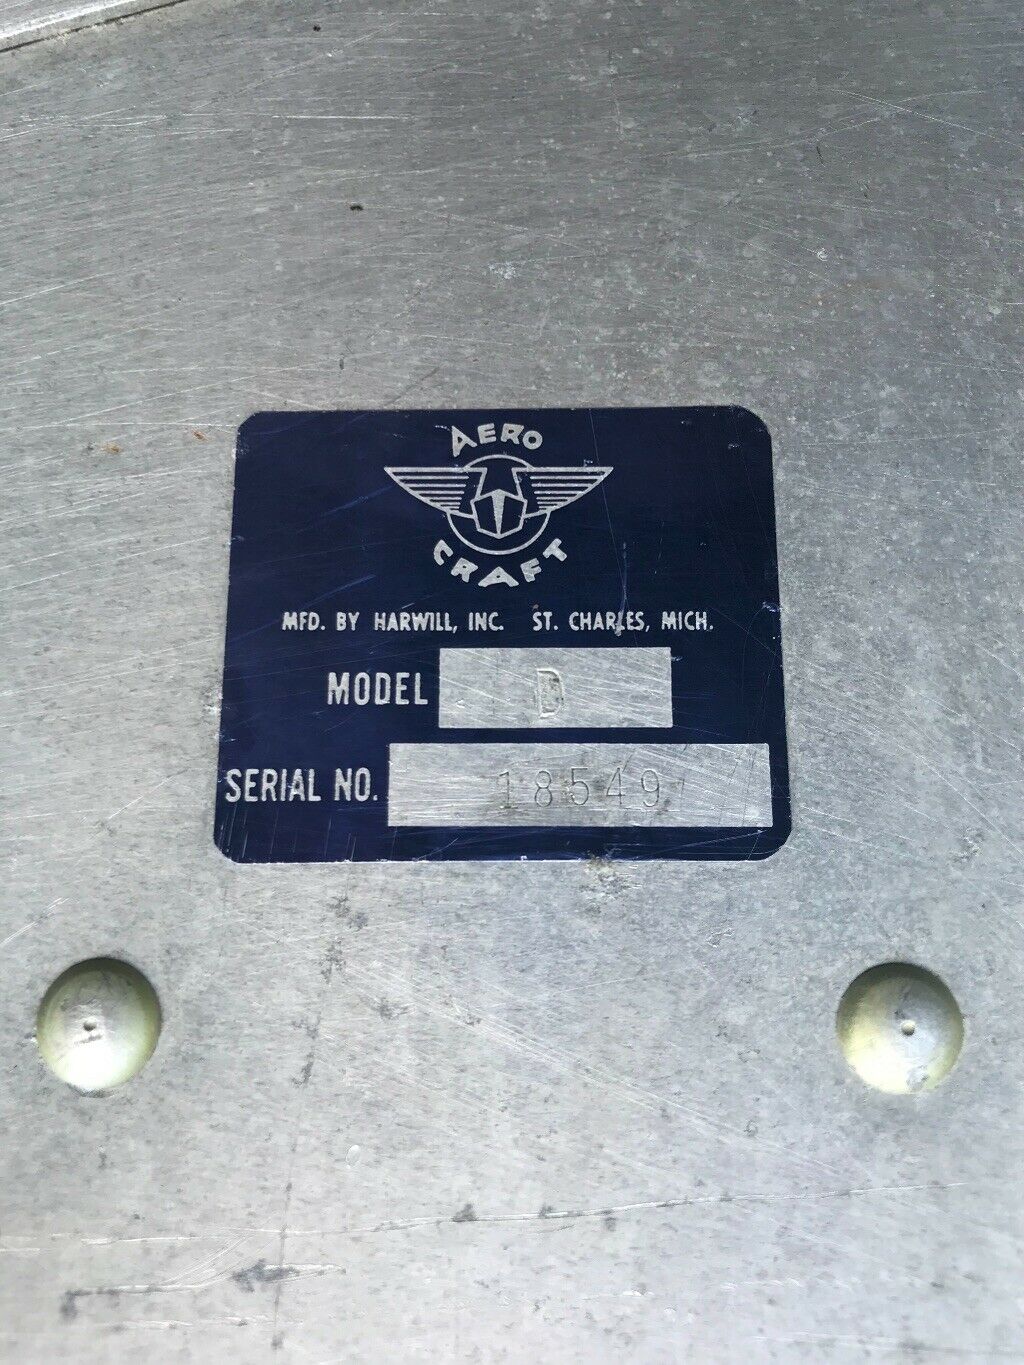 AERO
CRAFT
MFD. BY HARWILL, INC. ST. CHARLES, MICH.
MODEL D
SERIAL NO. 18549